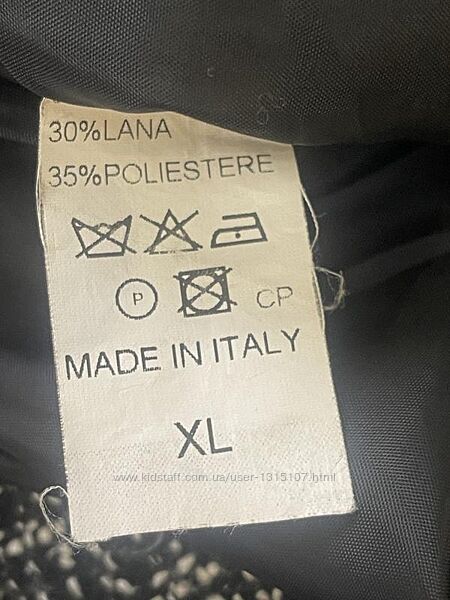 30%LANA
35%POLIESTERE
P
CP
MADE IN ITALY
XL
www.kidstaff.com.ua/user-1315107.html